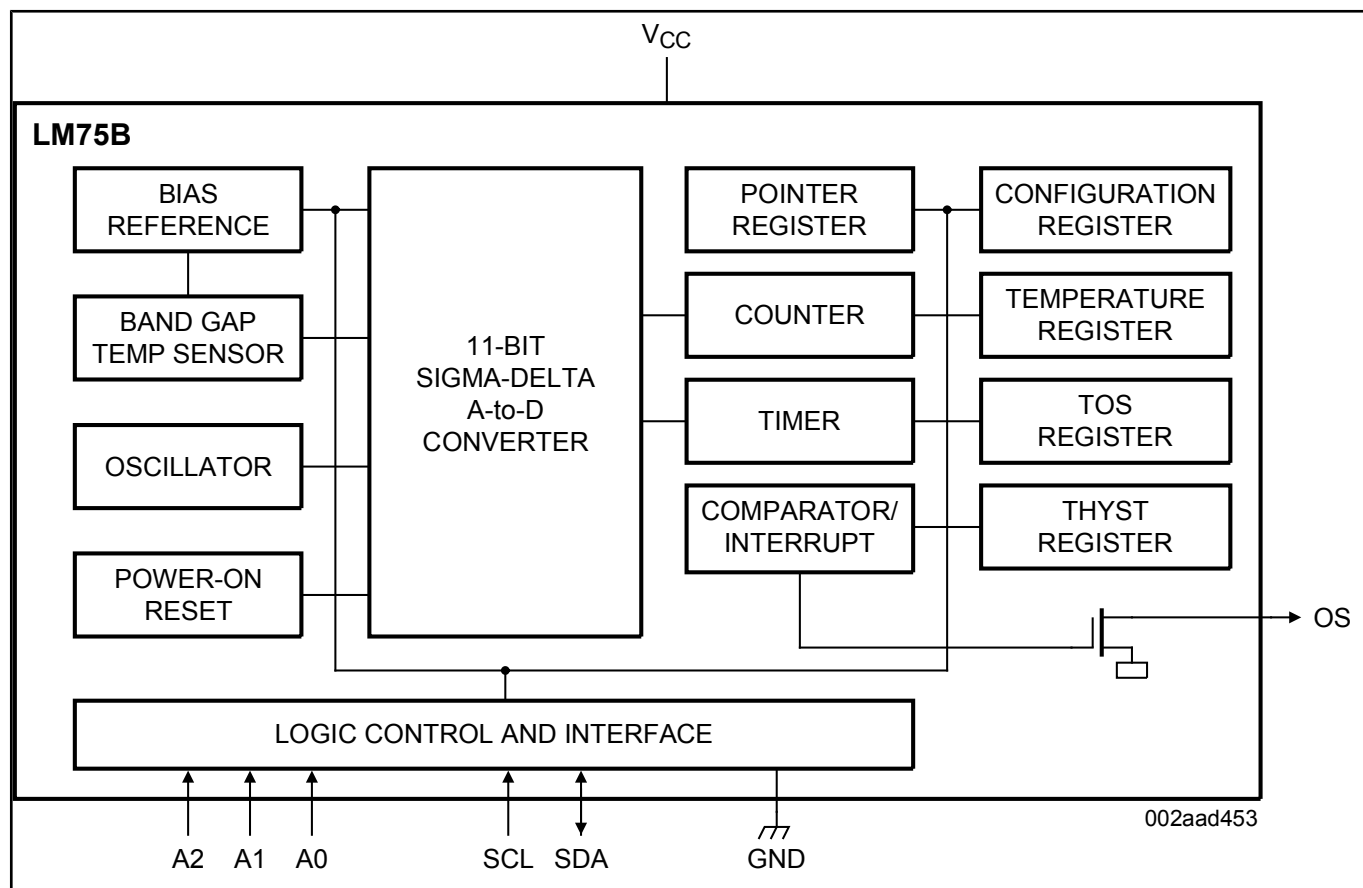 VCC
LM75B
BIAS
REFERENCE
BAND GAP
TEMP SENSOR
OSCILLATOR
POWER-ON
RESET
11-BIT
SIGMA-DELTA
A-to-D
CONVERTER
POINTER
REGISTER
COUNTER
TIMER
COMPARATOR/
INTERRUPT
CONFIGURATION
REGISTER
TEMPERATURE
REGISTER
TOS
REGISTER
THYST
REGISTER
OS
LOGIC CONTROL AND INTERFACE
002aad453
A2 A1 A0 SCL SDA GND